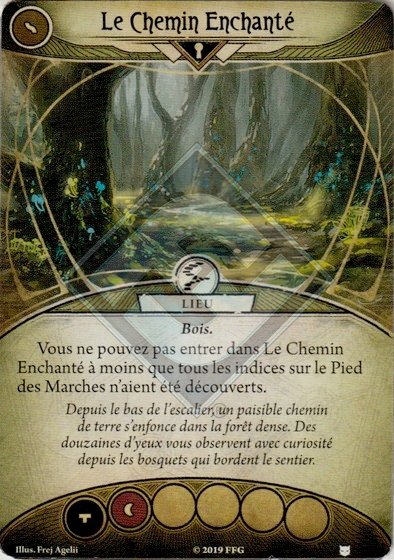 Le Chemin Enchanté
LIEU
Bois.
Vous ne pouvez pas entrer dans Le Chemin
Enchanté à moins que tous les indices sur le Pied
des Marches n'aient été découverts.
Depuis le bas de l'escalier, un paisible chemin
de terre s'enfonce dans la forêt dense. Des
douzaines d'yeux vous observent avec curiosité
depuis les bosquets qui bordent le sentier.
Illus. Frej Agelii
© 2019 FFG